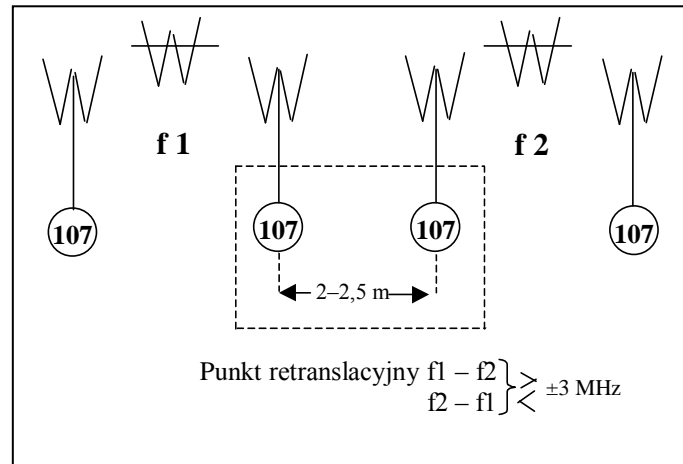 f 1
f 2
107
107
107
107
2–2,5 m
Punkt retranslacyjny f1 – f2
f2 – f1
> ±3 MHz
<